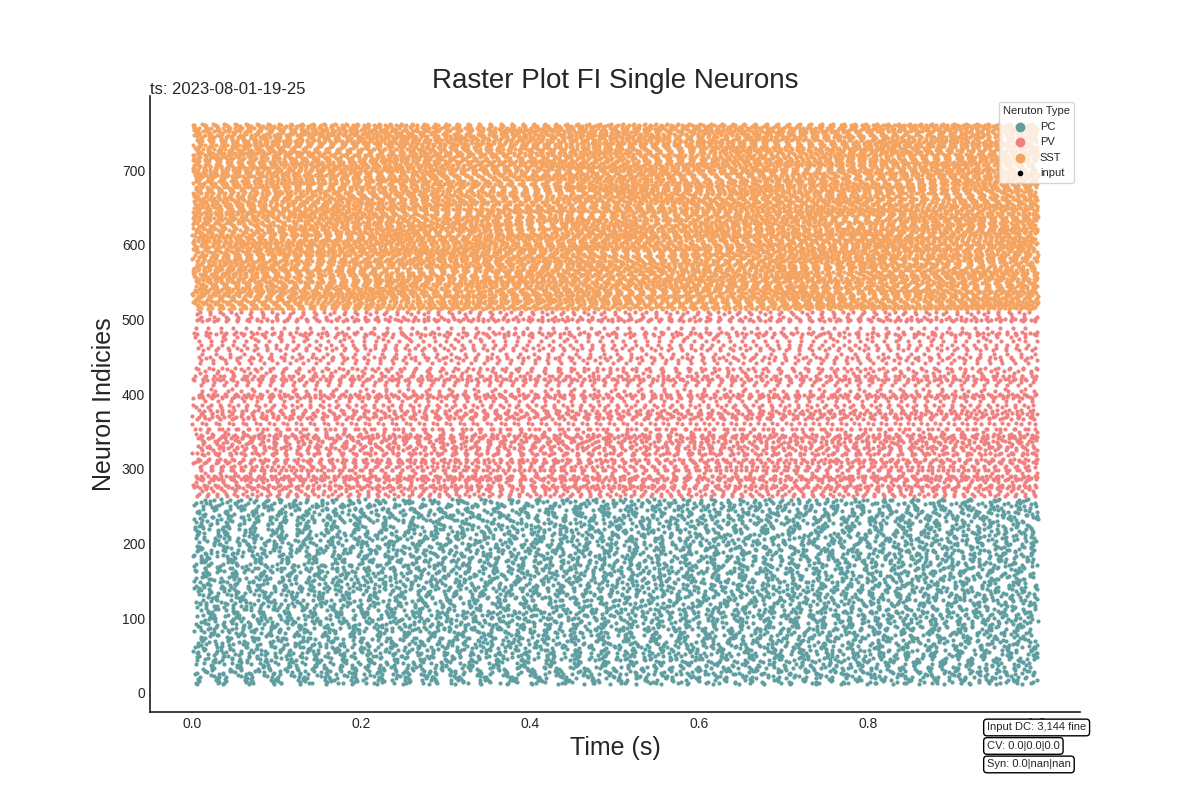 Raster Plot FI Single Neurons
ts: 2023-08-01-19-25
Neruton Type
PC
PV
SST
input
Neuron Indicies
700
600
500
400
300
200
100
0
0.0 0.2 0.4 0.6 0.8
Time (s)
Input DC: 3,144 fine
CV: 0.0|0.0|0.0
Syn: 0.0|nan|nan